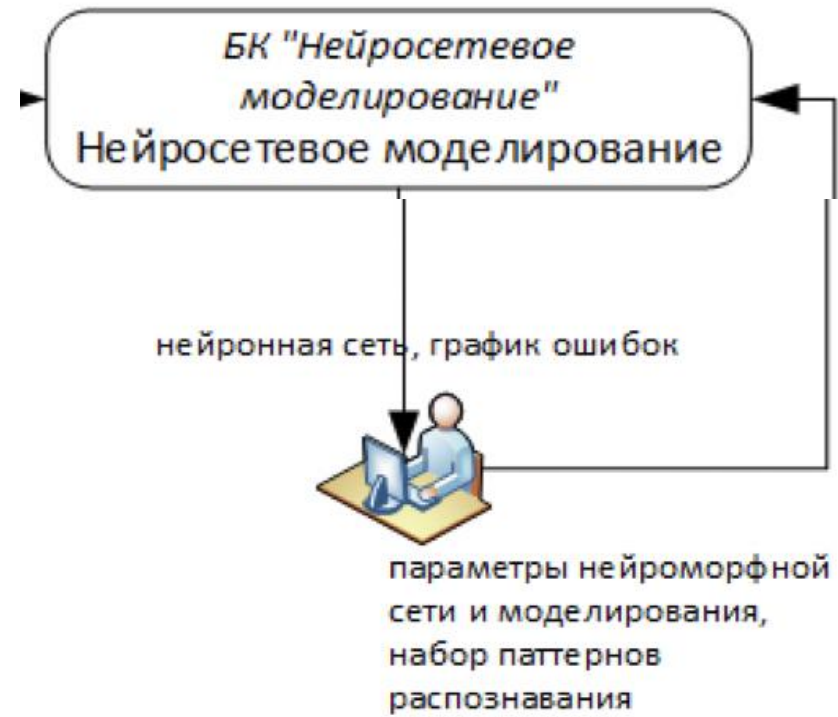 БК "Нейросетевое
моделирование"
Нейросетевое моделирование
нейронная сеть, график ошибок
параметры нейроморфной
сети и моделирования,
набор паттернов
распознавания